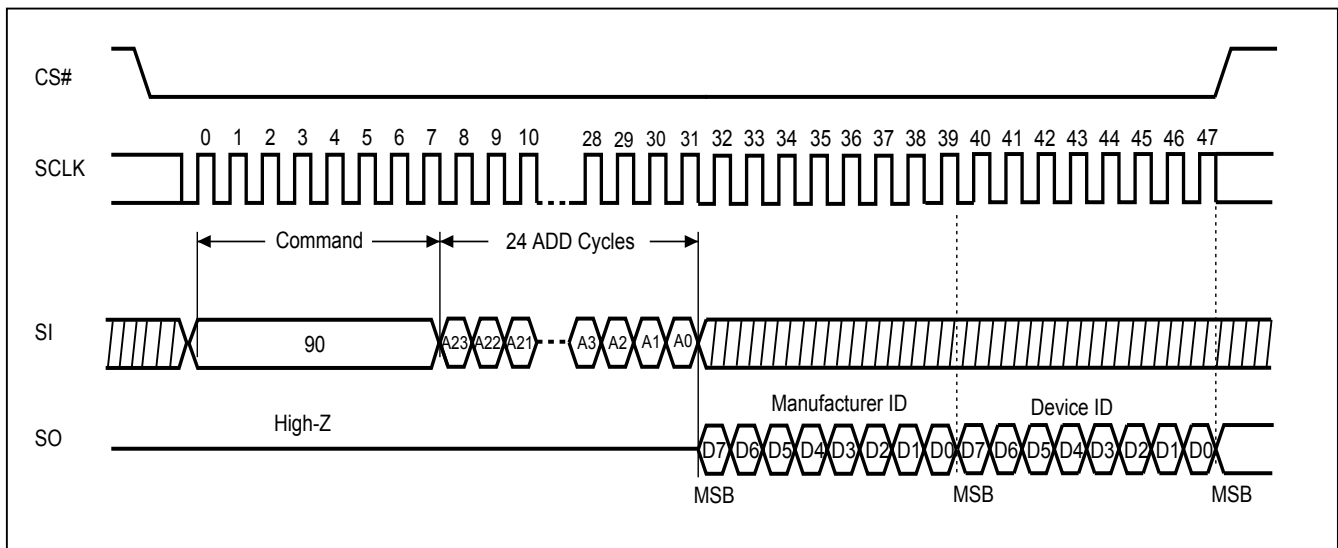 CS#
0 1 2 3 4 5 6 7 8 9 10 28 29 30 31 32 33 34 35 36 37 38 39 40 41 42 43 44 45 46 47
SCLK
Command 24 ADD Cycles
SI 90 A23 A22 A21 A3 A2 A1 A0
Manufacturer ID Device ID
High-Z
SO D7 D6 D5 D4 D3 D2 D1 D0 D7 D6 D5 D4 D3 D2 D1 D0
MSB MSB MSB